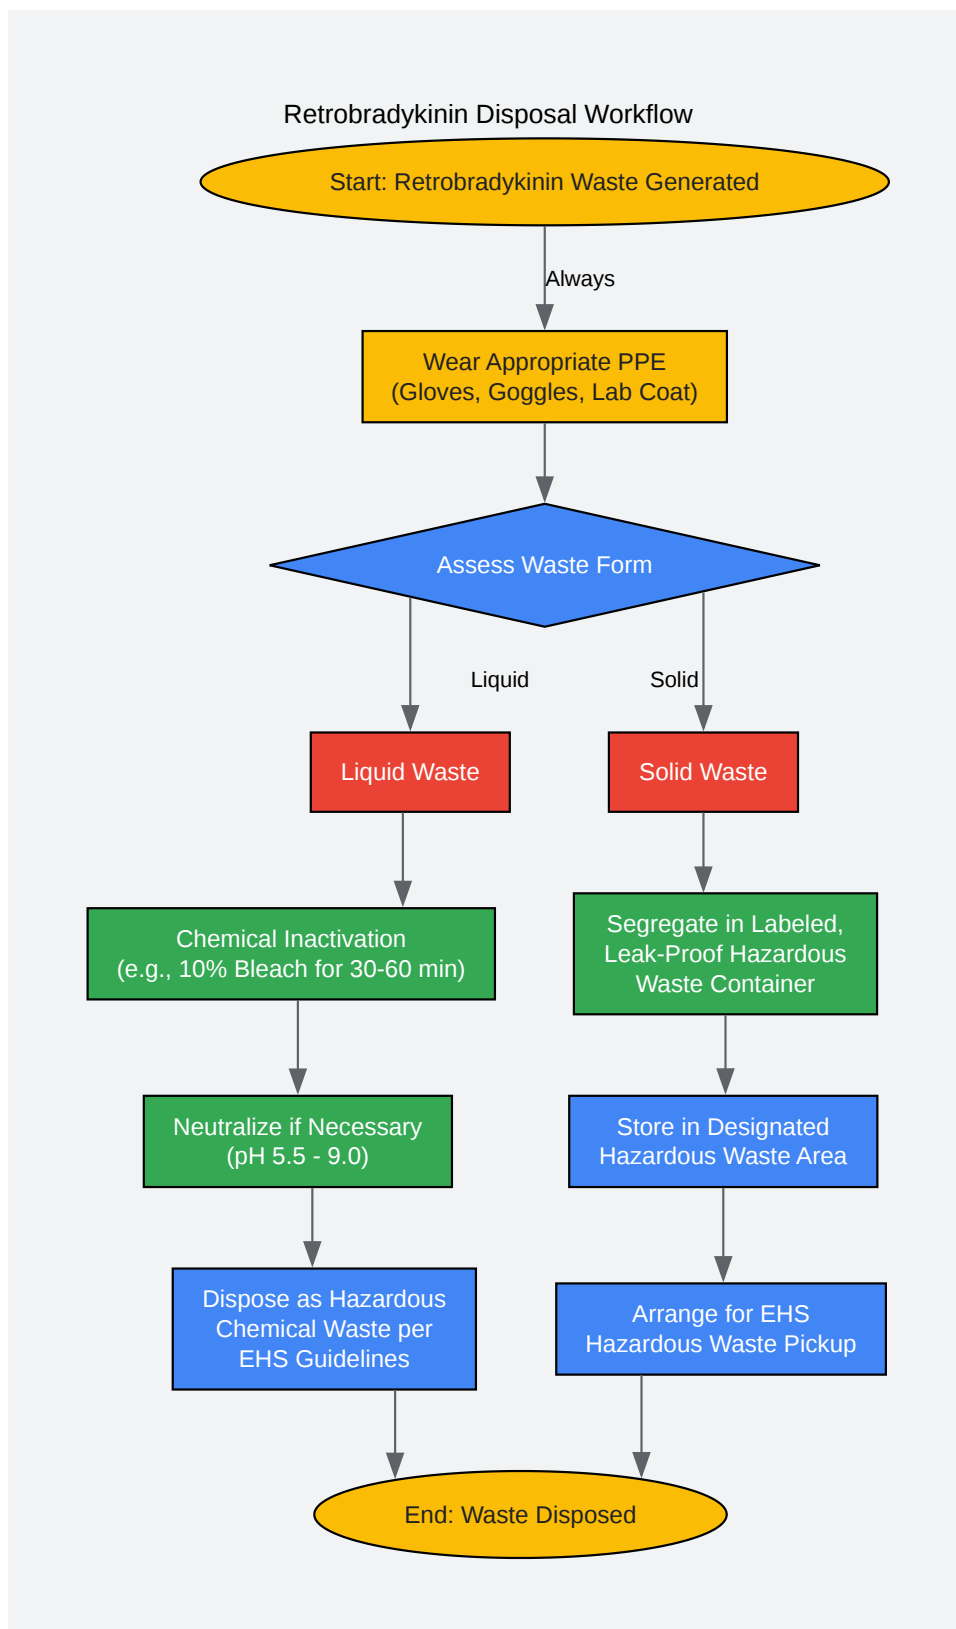 Retrobradykinin Disposal Workflow
Start: Retrobradykinin Waste Generated
Always
Wear Appropriate PPE
(Gloves, Goggles, Lab Coat)
Assess Waste Form
Liquid
Solid
Liquid Waste
Solid Waste
Chemical Inactivation
(e.g., 10% Bleach for 30-60 min)
Segregate in Labeled,
Leak-Proof Hazardous
Waste Container
Neutralize if Necessary
(pH 5.5 - 9.0)
Store in Designated
Hazardous Waste Area
Dispose as Hazardous
Chemical Waste per
EHS Guidelines
Arrange for EHS
Hazardous Waste Pickup
End: Waste Disposed